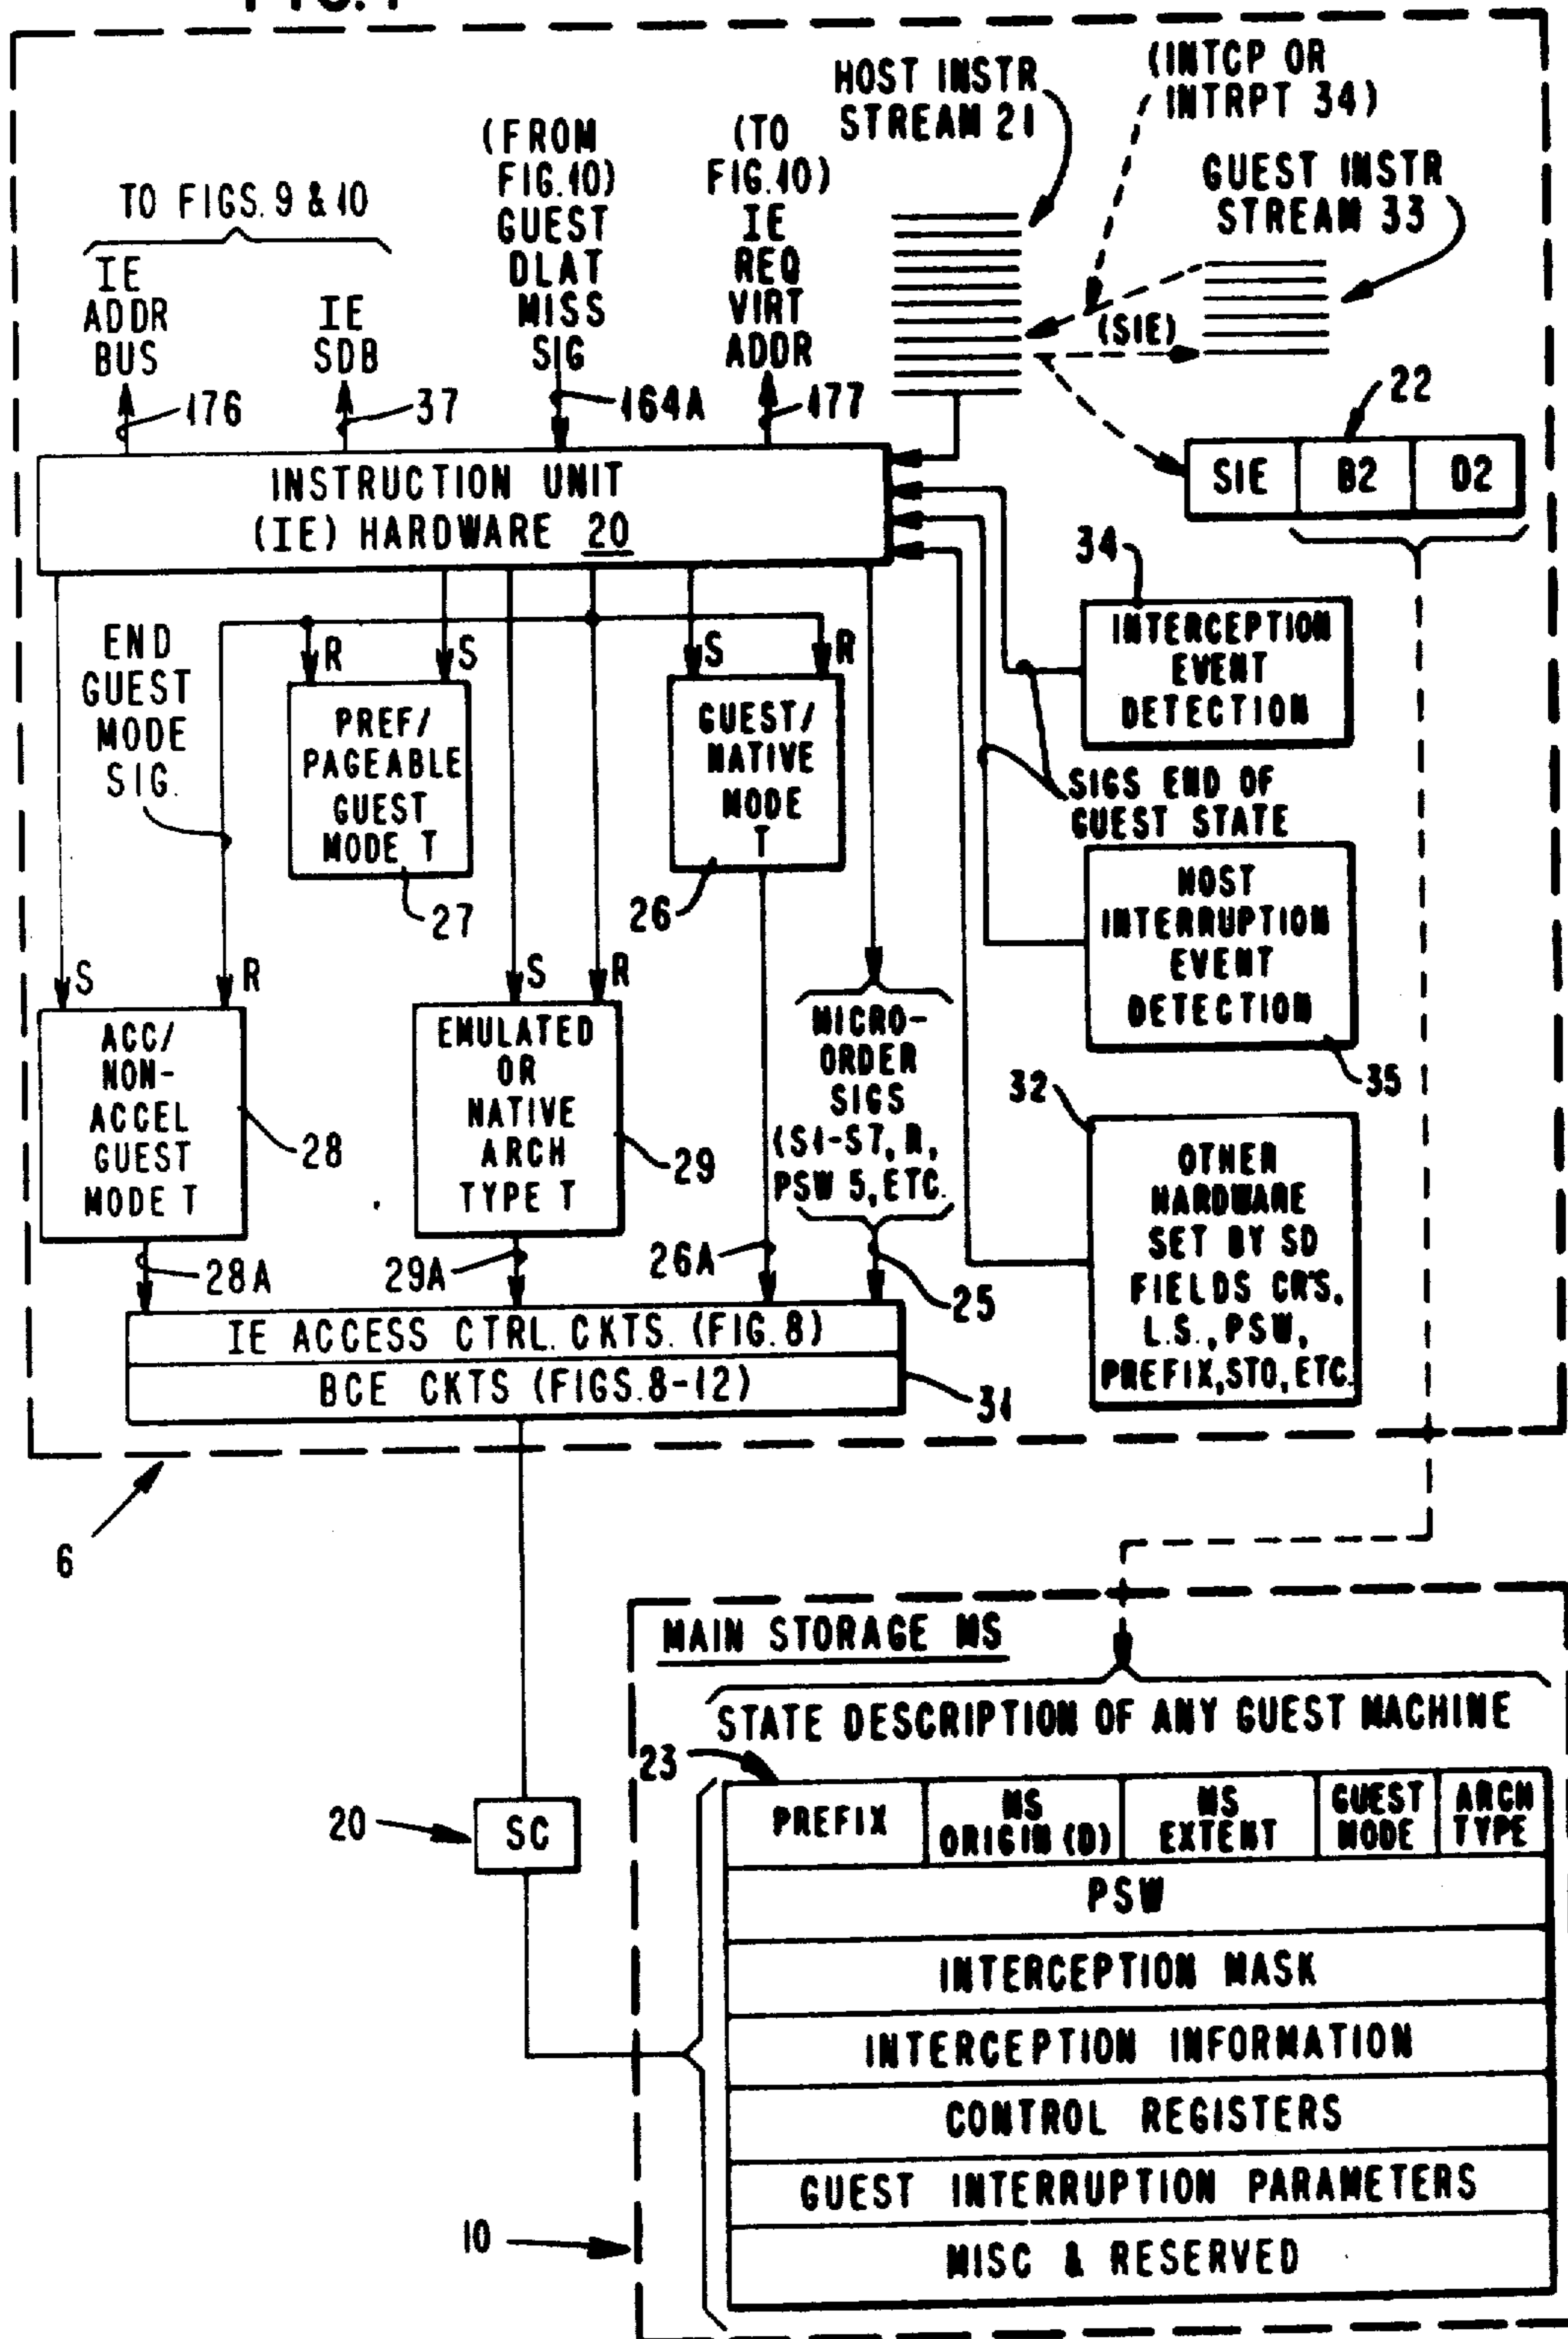 HOST INSTR
STREAM 21
(INTCP OR
INTRPT 34)
GUEST INSTR
STREAM 33
(SIE)
TO FIGS. 9 & 10
IE
ADDR
BUS
IE
SDB
(FROM
FIG.10)
GUEST
DLAT
MISS
SIG
(TO
FIG.10)
IE
REQ
VIRT
ADDR
176
37
164A
177
22
SIE B2 D2
INSTRUCTION UNIT
(IE) HARDWARE 20
END
GUEST
MODE
SIG.
R
S
S
R
PREF/
PAGEABLE
GUEST
MODE T
27
GUEST/
NATIVE
MODE
T
26
34
INTERCEPTION
EVENT
DETECTION
SIGS END OF
GUEST STATE
HOST
INTERRUPTION
EVENT
DETECTION
35
S
R
S
R
ACC/
NON-
ACCEL
GUEST
MODE T
28
EMULATED
OR
NATIVE
ARCH
TYPE T
29
MICRO-
ORDER
SIGS
(S1-S7, R,
PSW 5, ETC.
32
OTHER
HARDWARE
SET BY SD
FIELDS CR'S,
L.S., PSW,
PREFIX, STO, ETC.
28A
29A
26A
25
IE ACCESS CTRL. CKTS. (FIG. 8)
BCE CKTS (FIGS. 8-12)
31
6
MAIN STORAGE MS
STATE DESCRIPTION OF ANY GUEST MACHINE
23
PREFIX
MS
ORIGIN (D)
MS
EXTENT
GUEST
MODE
ARCH
TYPE
20
SC
PSW
INTERCEPTION MASK
INTERCEPTION INFORMATION
CONTROL REGISTERS
GUEST INTERRUPTION PARAMETERS
MISC & RESERVED
10